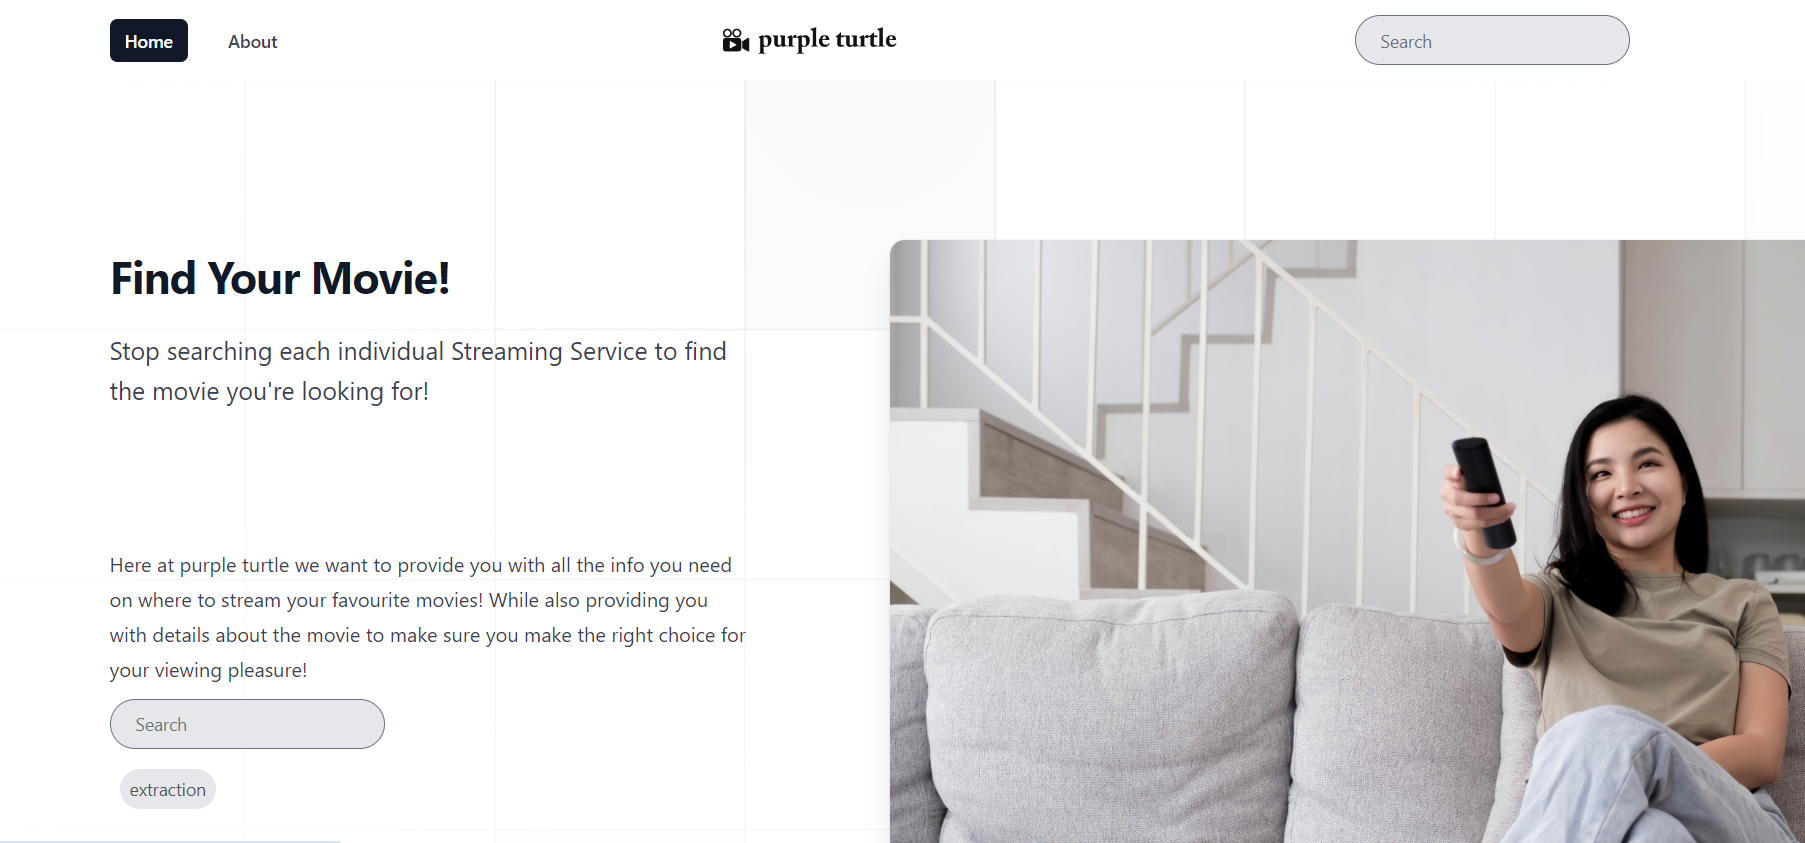 Home
About
purple turtle
Search
Find Your Movie!
Stop searching each individual Streaming Service to find
the movie you're looking for!
Here at purple turtle we want to provide you with all the info you need
on where to stream your favourite movies! While also providing you
with details about the movie to make sure you make the right choice for
your viewing pleasure!
Search
extraction